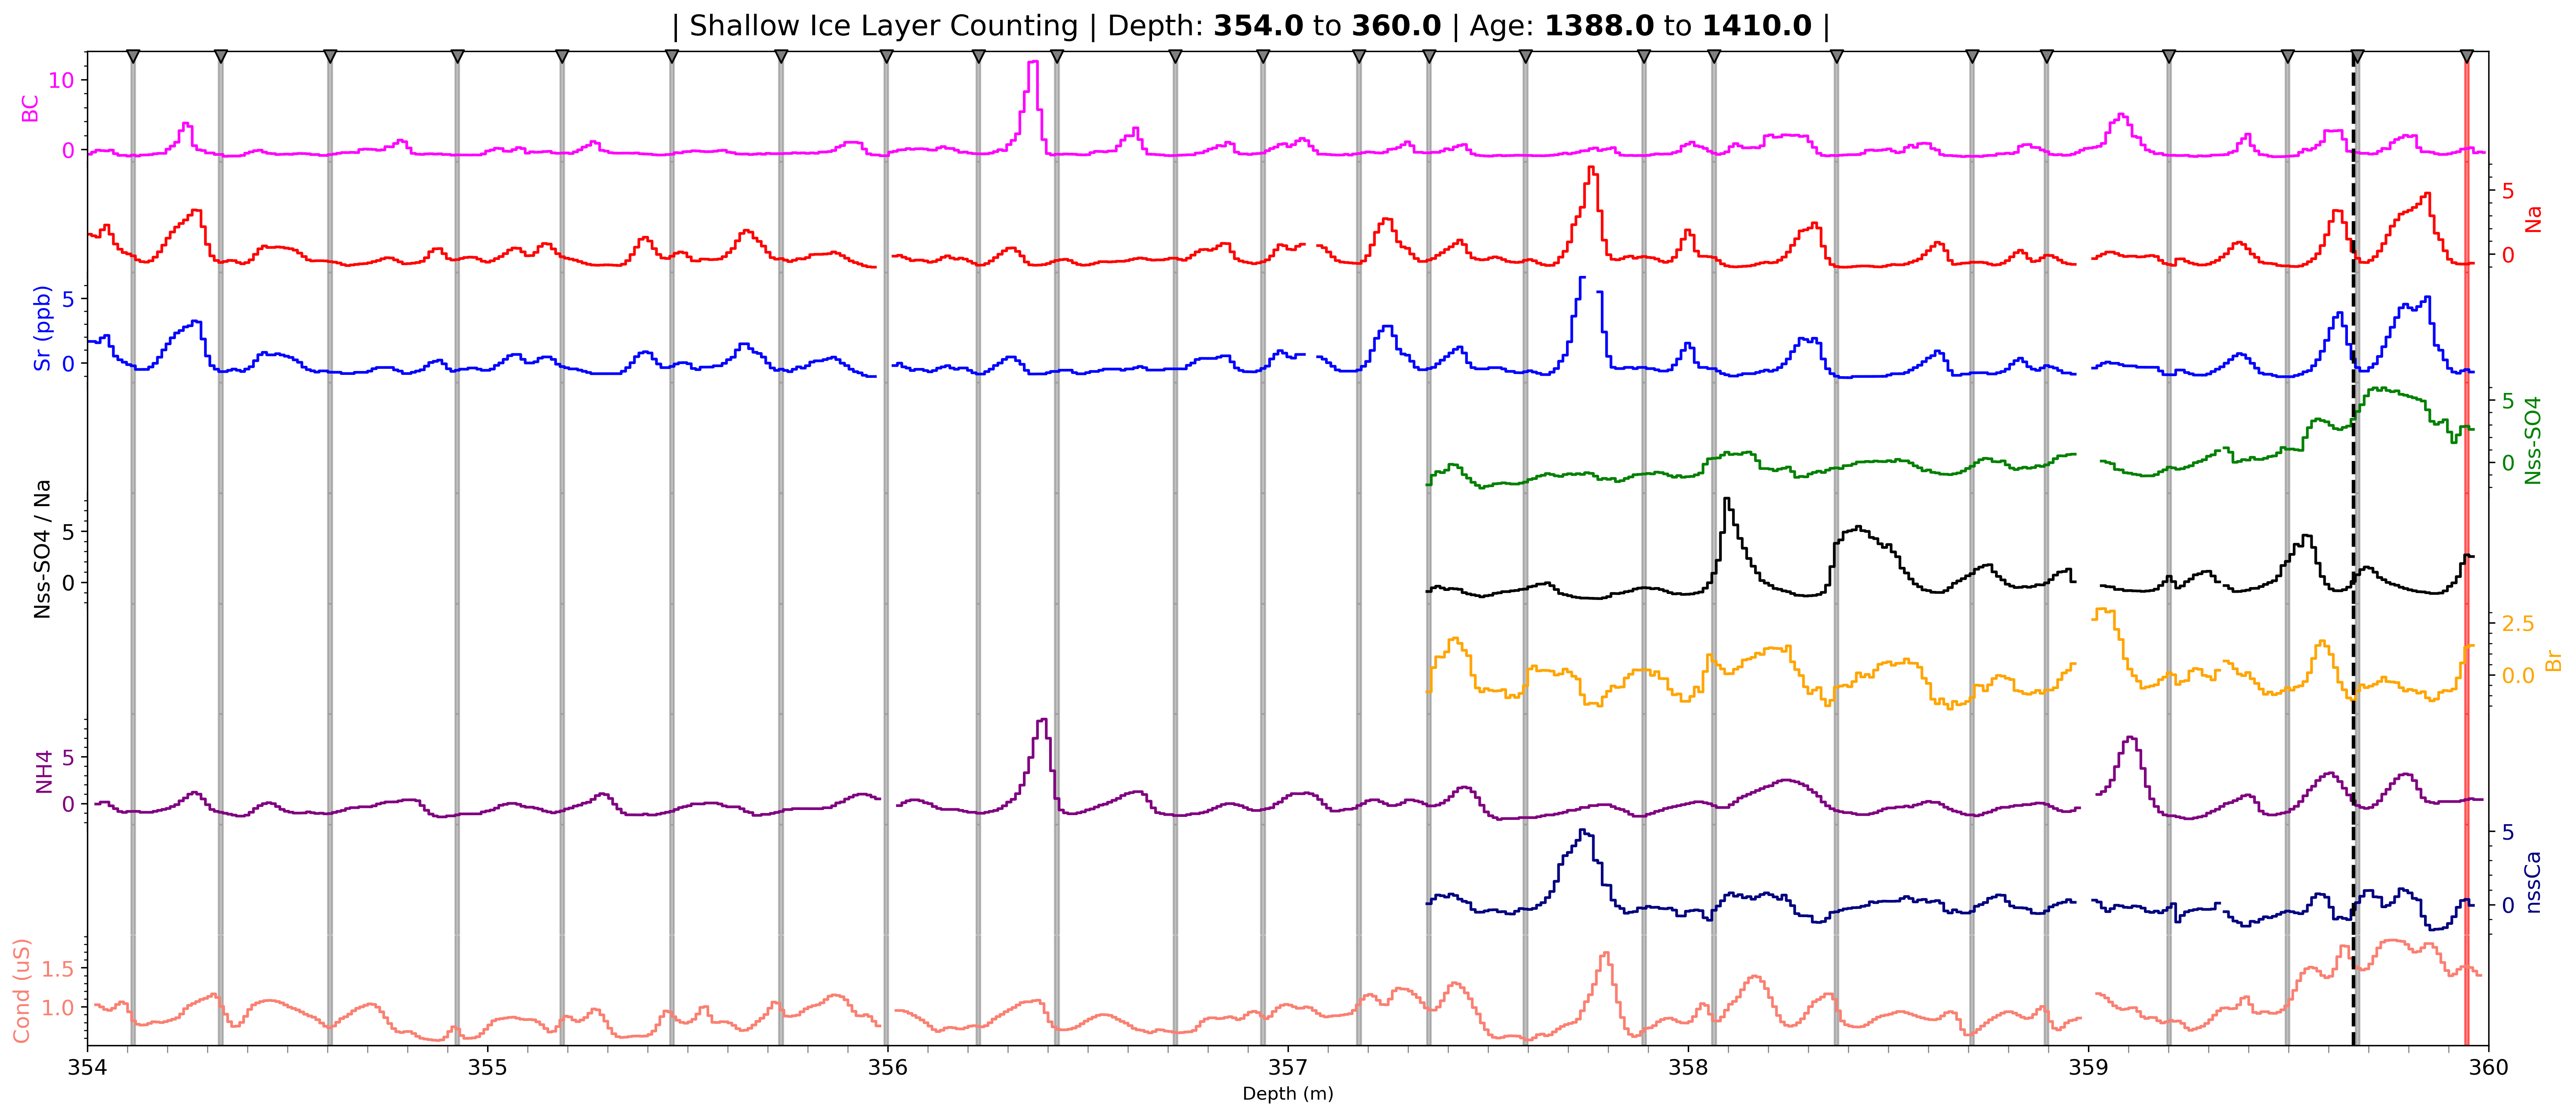 | Shallow Ice Layer Counting | Depth: 354.0 to 360.0 | Age: 1388.0 to 1410.0 |
BC
10
0
5
0
Na
Sr (ppb)
5
0
5
0
Nss-SO4
Nss-SO4 / Na
5
0
2.5
0.0
Br
NH4
5
0
5
0
nssCa
Cond (uS)
1.5
1.0
354
355
356
357
358
359
360
Depth (m)